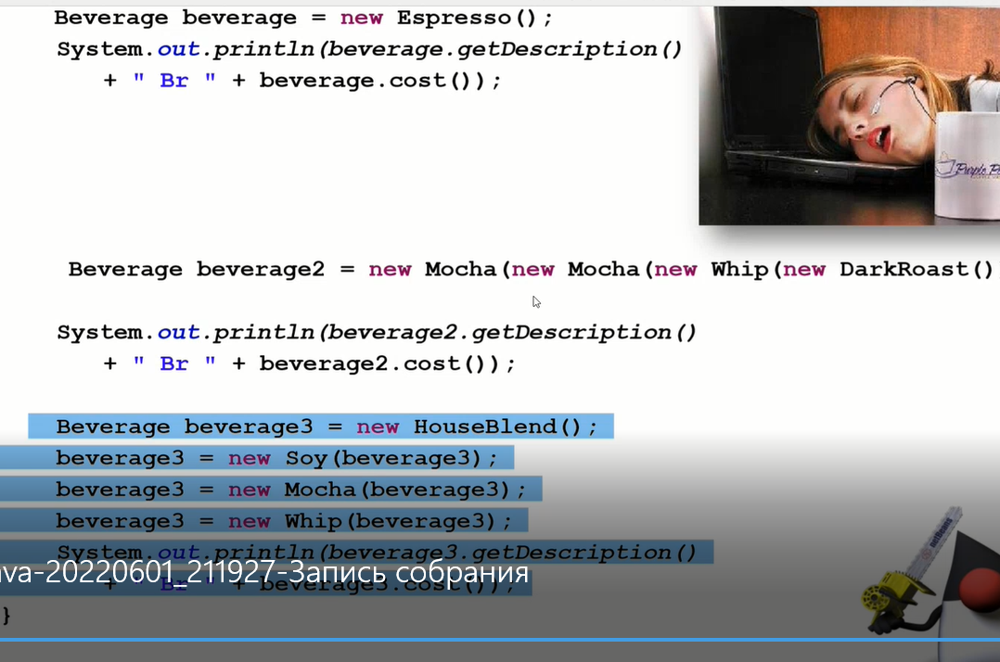 Beverage beverage = new Espresso();
System.out.println(beverage.getDescription()
+ " Br " + beverage.cost());
Beverage beverage2 = new Mocha(new Mocha(new Whip(new DarkRoast()
System.out.println(beverage2.getDescription()
+ " Br " + beverage2.cost());
Beverage beverage3 = new HouseBlend();
beverage3 = new Soy(beverage3);
beverage3 = new Mocha(beverage3);
beverage3 = new Whip(beverage3);
System.out.println(beverage3.getDescription()
ava-20220601_211927-Запись собрания
+ " Br " + beverage3.cost());
}
Purple
netbeans